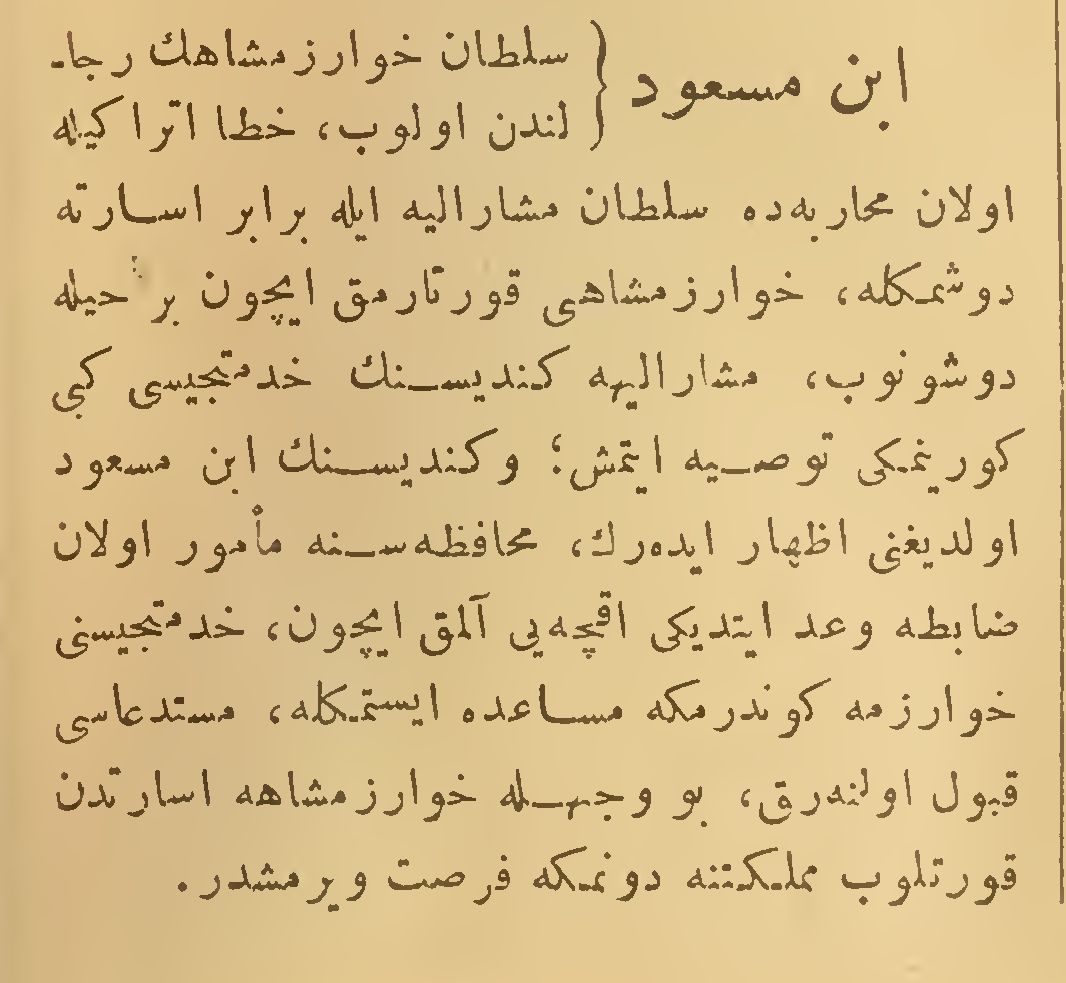 ابن مسعود { سلطان خوارزمشاهك رجا-
لندن اولوب، خطا اتراكيله
اولان محاربه‌ده سلطان مشاراليه ايله برابر اسارته
دوشمكله، خوارزمشاهى قورتارمق ايچون بر حيله
دوشونوب، مشاراليهه كنديسنك خدمتجيسى كبى
كورينمكى توصيه ايتمش؛ وكنديسنك ابن مسعود
اولديغنى اظهار ايده‌رك، محافظه‌سنه مأمور اولان
ضابطه وعد ايتديكى اقچه‌يى آلمق ايچون، خدمتجيسنى
خوارزمه كوندرمكه مساعده ايستمكله، مستدعاسى
قبول اولنه‌رق، بو وجهله خوارزمشاهه اسارتدن
قورتلوب مملكتنه دونمكه فرصت ويرمشدر.